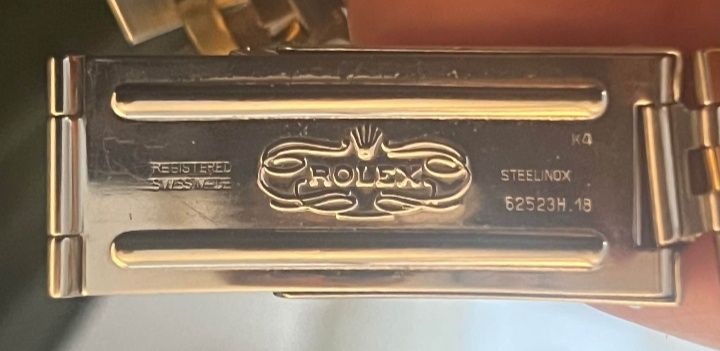 REGISTERED
SWISS MADE
ROLEX
K4
STEELINOX
62523H.18